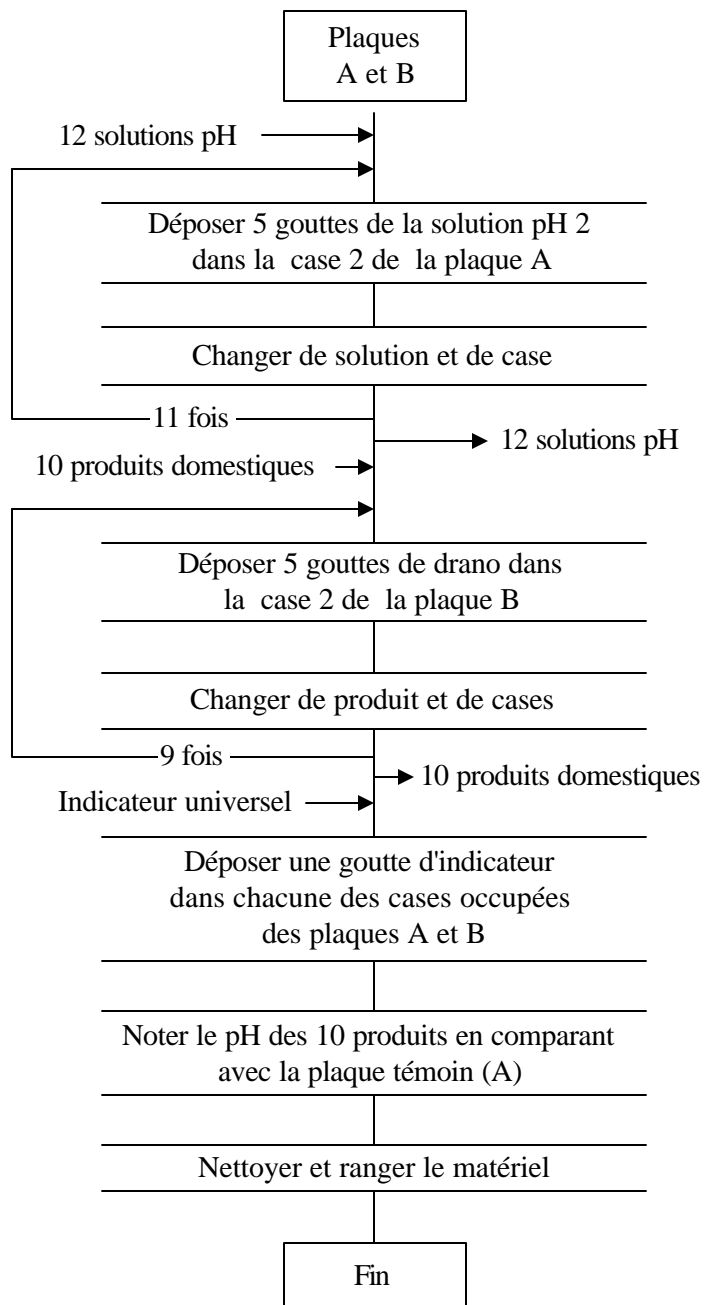 Plaques
A et B
12 solutions pH
Déposer 5 gouttes de la solution pH 2
dans la case 2 de la plaque A
Changer de solution et de case
11 fois
12 solutions pH
10 produits domestiques
Déposer 5 gouttes de drano dans
la case 2 de la plaque B
Changer de produit et de cases
9 fois
10 produits domestiques
Indicateur universel
Déposer une goutte d'indicateur
dans chacune des cases occupées
des plaques A et B
Noter le pH des 10 produits en comparant
avec la plaque témoin (A)
Nettoyer et ranger le matériel
Fin